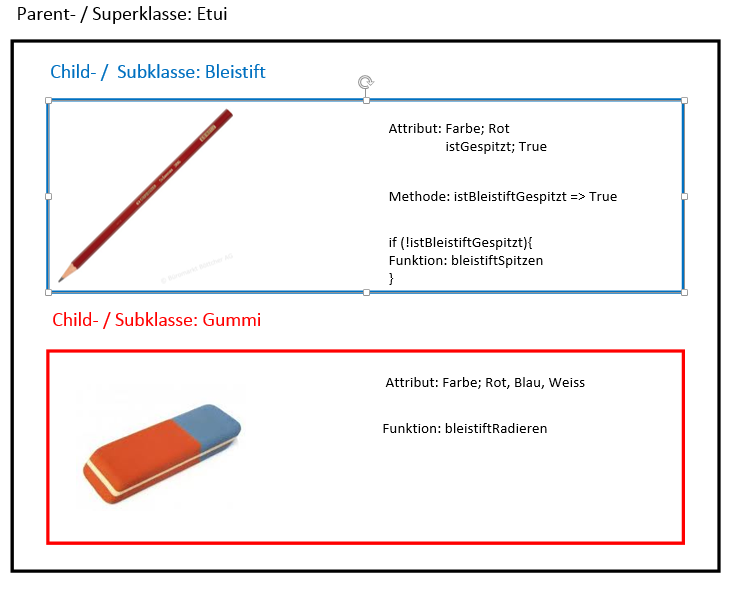 Parent- / Superklasse: Etui
Child- /  Subklasse: Bleistift
Attribut: Farbe; Rot
istGespitzt; True
Methode: istBleistiftGespitzt => True
if (!istBleistiftGespitzt){
Funktion: bleistiftSpitzen
}
Child- / Subklasse: Gummi
Attribut: Farbe; Rot, Blau, Weiss
Funktion: bleistiftRadieren